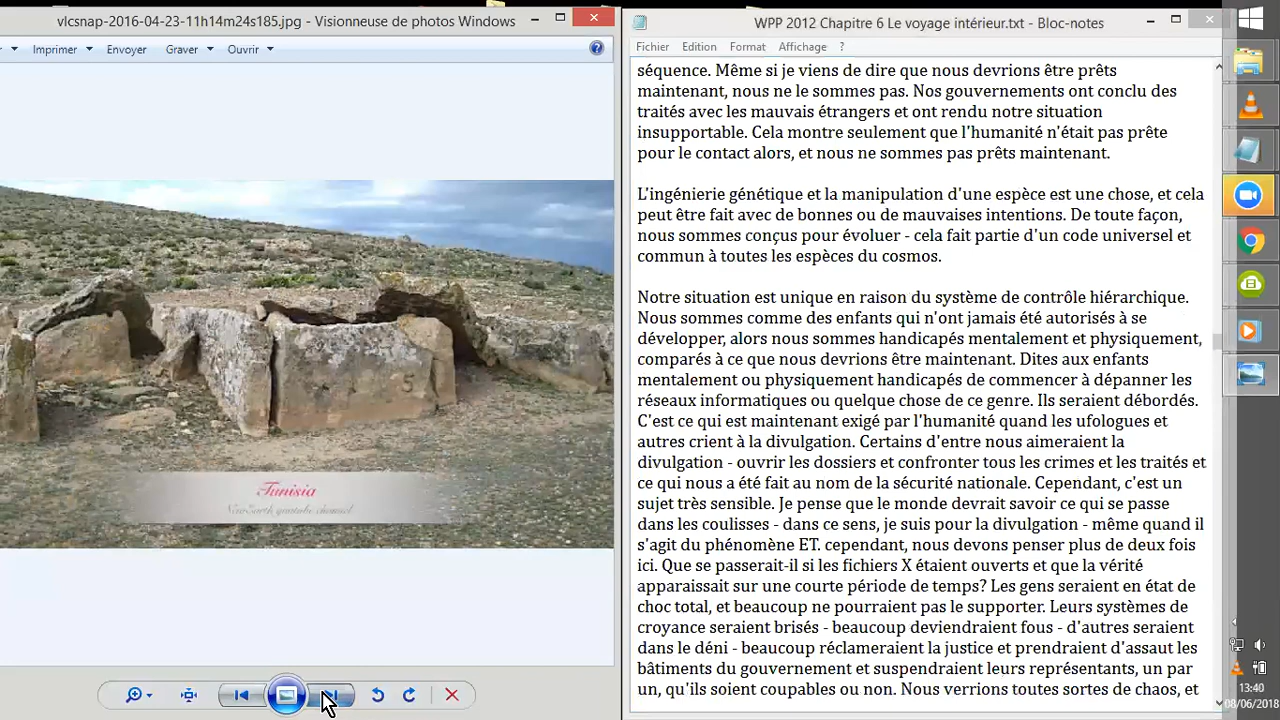 vlcsnap-2016-04-23-11h14m24s185.jpg - Visionneuse de photos Windows
Imprimer
Envoyer
Graver
Ouvrir
Tunisia
NewEarth youtube channel
WPP 2012 Chapitre 6 Le voyage intérieur.txt - Bloc-notes
Fichier Edition Format Affichage ?
séquence. Même si je viens de dire que nous devrions être prêts
maintenant, nous ne le sommes pas. Nos gouvernements ont conclu des
traités avec les mauvais étrangers et ont rendu notre situation
insupportable. Cela montre seulement que l'humanité n'était pas prête
pour le contact alors, et nous ne sommes pas prêts maintenant.
L'ingénierie génétique et la manipulation d'une espèce est une chose, et cela
peut être fait avec de bonnes ou de mauvaises intentions. De toute façon,
nous sommes conçus pour évoluer - cela fait partie d'un code universel et
commun à toutes les espèces du cosmos.
Notre situation est unique en raison du système de contrôle hiérarchique.
Nous sommes comme des enfants qui n'ont jamais été autorisés à se
développer, alors nous sommes handicapés mentalement et physiquement,
comparés à ce que nous devrions être maintenant. Dites aux enfants
mentalement ou physiquement handicapés de commencer à dépanner les
réseaux informatiques ou quelque chose de ce genre. Ils seraient débordés.
C'est ce qui est maintenant exigé par l'humanité quand les ufologues et
autres crient à la divulgation. Certains d'entre nous aimeraient la
divulgation - ouvrir les dossiers et confronter tous les crimes et les traités et
ce qui nous a été fait au nom de la sécurité nationale. Cependant, c'est un
sujet très sensible. Je pense que le monde devrait savoir ce qui se passe
dans les coulisses - dans ce sens, je suis pour la divulgation - même quand il
s'agit du phénomène ET. cependant, nous devons penser plus de deux fois
ici. Que se passerait-il si les fichiers X étaient ouverts et que la vérité
apparaissait sur une courte période de temps? Les gens seraient en état de
choc total, et beaucoup ne pourraient pas le supporter. Leurs systèmes de
croyance seraient brisés - beaucoup deviendraient fous - d'autres seraient
dans le déni - beaucoup réclameraient la justice et prendraient d'assaut les
bâtiments du gouvernement et suspendraient leurs représentants, un par
un, qu'ils soient coupables ou non. Nous verrions toutes sortes de chaos, et
13:40
08/06/2018